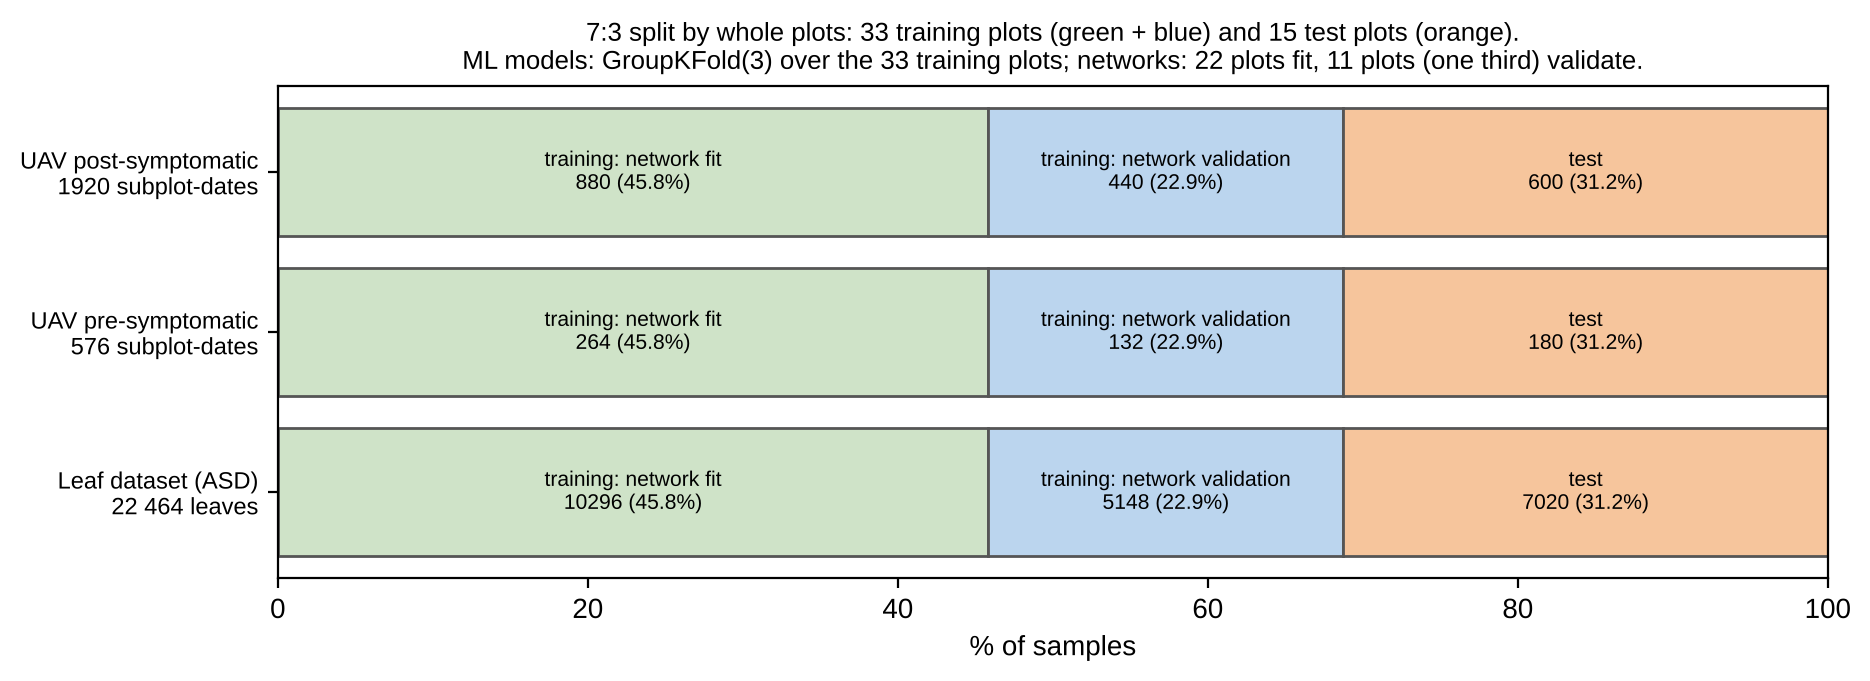 7:3 split by whole plots: 33 training plots (green + blue) and 15 test plots (orange).
ML models: GroupKFold(3) over the 33 training plots; networks: 22 plots fit, 11 plots (one third) validate.
UAV post-symptomatic
1920 subplot-dates
training: network fit
880 (45.8%)
training: network validation
440 (22.9%)
test
600 (31.2%)
UAV pre-symptomatic
576 subplot-dates
training: network fit
264 (45.8%)
training: network validation
132 (22.9%)
test
180 (31.2%)
Leaf dataset (ASD)
22 464 leaves
training: network fit
10296 (45.8%)
training: network validation
5148 (22.9%)
test
7020 (31.2%)
0 20 40 60 80 100
% of samples